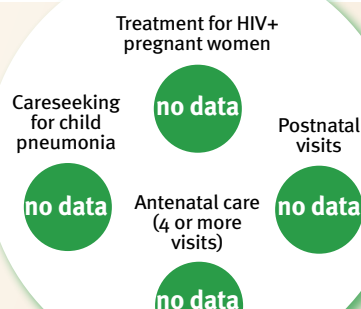 Treatment for HIV+
pregnant women
no data
Careseeking
for child
pneumonia
no data
Postnatal
visits
no data
Antenatal care
(4 or more
visits)
no data